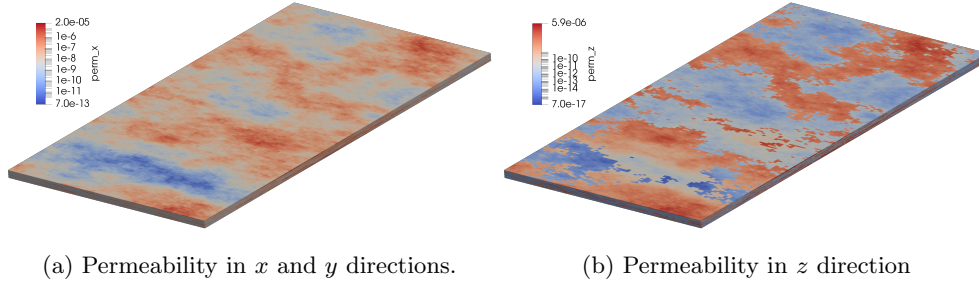 2.0e-05
1e-6
1e-7
1e-8
1e-9
1e-10
1e-11
7.0e-13
perm_x
5.9e-06
1e-10
1e-11
1e-12
1e-13
1e-14
7.0e-17
perm_z
(a) Permeability in x and y directions.
(b) Permeability in z direction